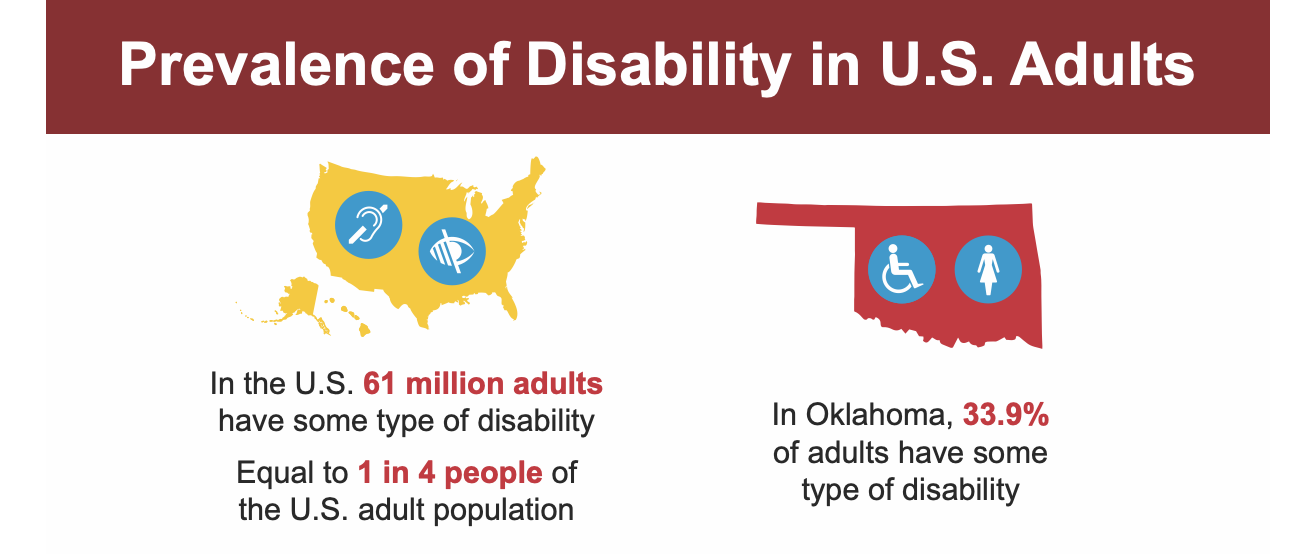 Prevalence of Disability in U.S. Adults
In the U.S. 61 million adults
have some type of disability
Equal to 1 in 4 people of
the U.S. adult population
In Oklahoma, 33.9%
of adults have some
type of disability